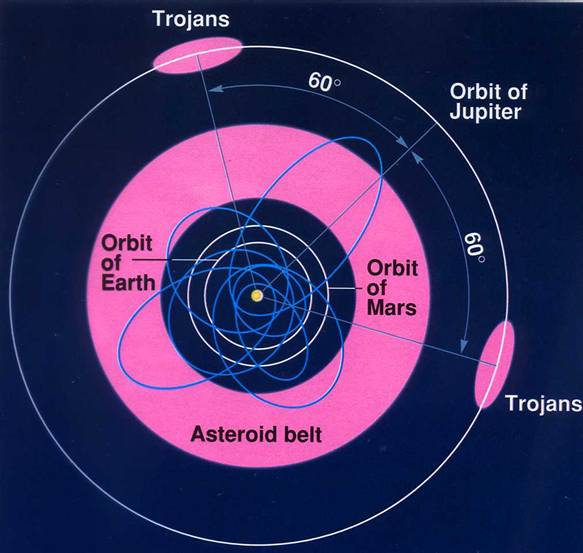 Trojans
60°
Orbit of
Jupiter
60°
Orbit
of
Earth
Orbit
of
Mars
Trojans
Asteroid belt